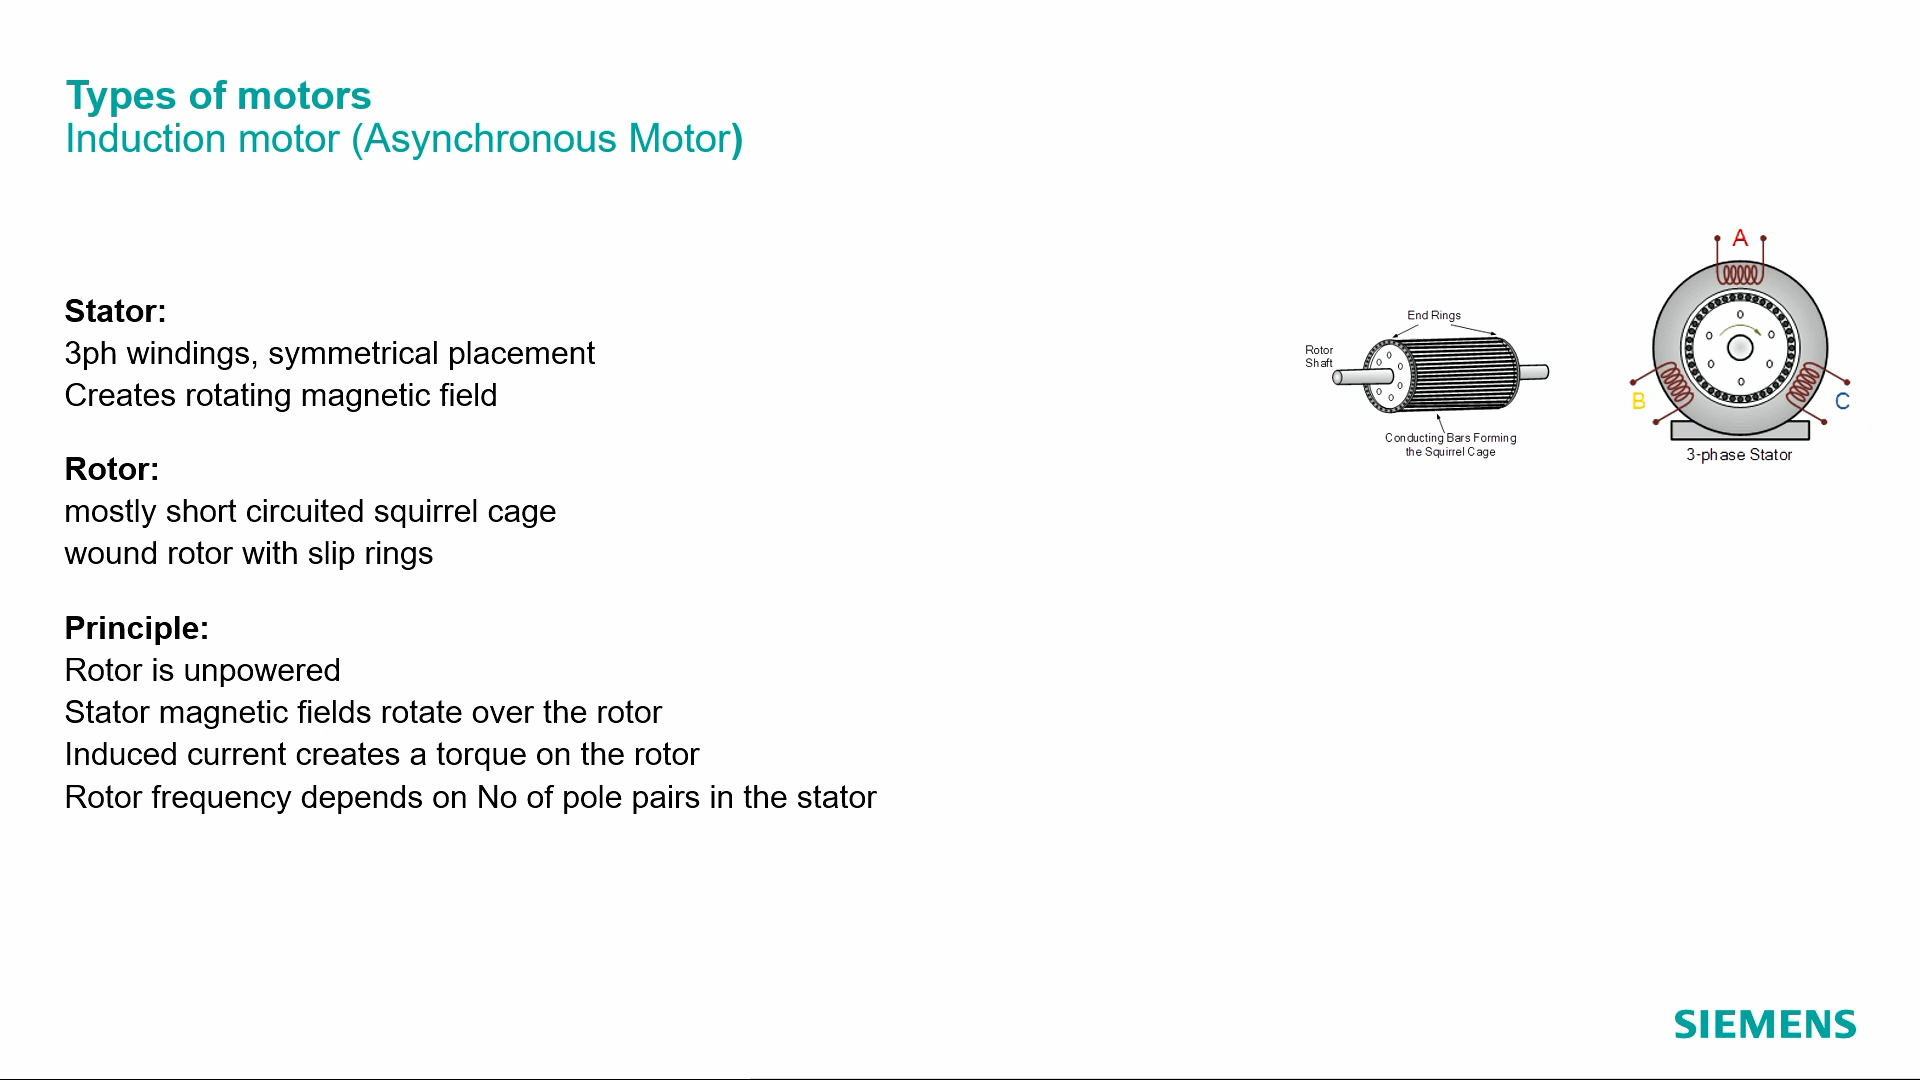 Types of motors
Induction motor (Asynchronous Motor)
Stator:
3ph windings, symmetrical placement
Creates rotating magnetic field
Rotor:
mostly short circuited squirrel cage
wound rotor with slip rings
Principle:
Rotor is unpowered
Stator magnetic fields rotate over the rotor
Induced current creates a torque on the rotor
Rotor frequency depends on No of pole pairs in the stator
End Rings
Rotor
Shaft
Conducting Bars Forming
the Squirrel Cage
A
B
C
3-phase Stator
SIEMENS